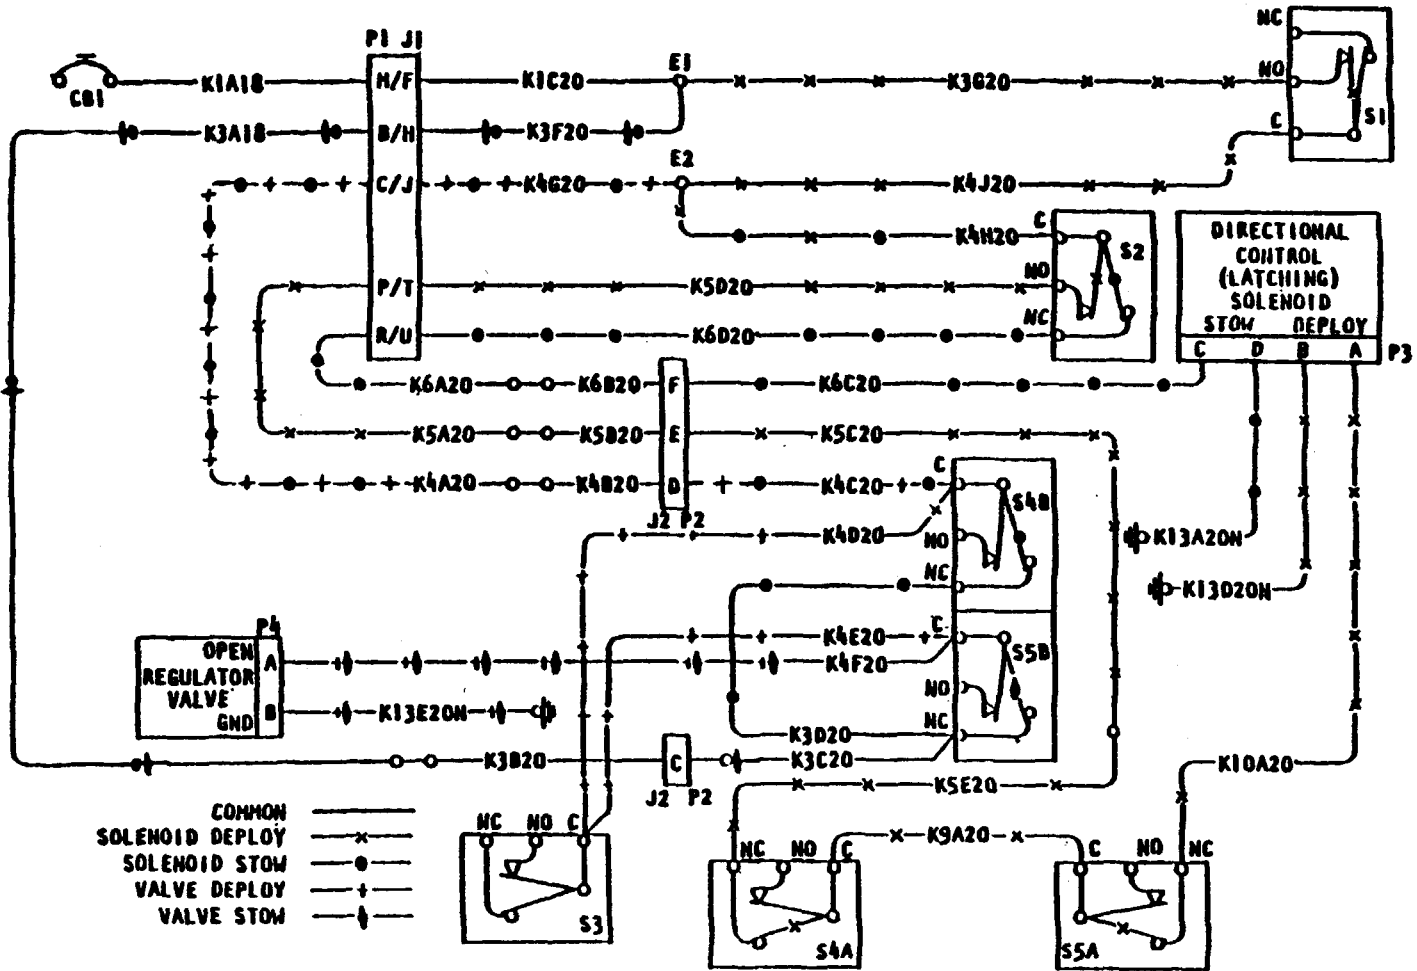 NC
P1 J1
E1
K1A18
H/F
K1C20
K3G20
NO
CB1
S1
C
K3A18
B/H
K3F20
E2
C/J
K4G20
K4J20
C
K4H20
S2
DIRECTIONAL
CONTROL
(LATCHING)
SOLENOID
STOW DEPLOY
C D B A
P3
NO
P/T
K5D20
NC
R/U
K6D20
K6A20
K6B20
F
K6C20
K5A20
K5B20
E
K5C20
K4A20
K4B20
D
K4C20
C
S4B
J2 P2
K4D20
NO
K13A20N
NC
K13D20N
P4
OPEN
REGULATOR
VALVE
GND
A
B
K4E20
C
K4F20
S5B
NO
K13E20N
NC
K3D20
K3B20
C
K3C20
K10A20
J2 P2
K5E20
COMMON
SOLENOID DEPLOY
SOLENOID STOW
VALVE DEPLOY
VALVE STOW
NC NO C
S3
K9A20
NC NO C
S4A
C NO NC
S5A